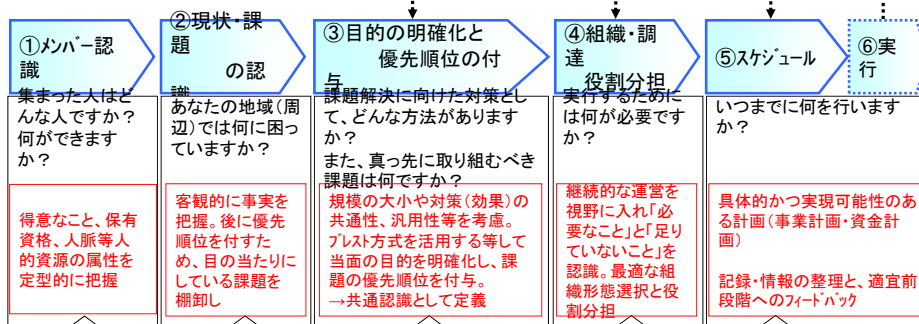 ①メンバー認
識
集まった人はど
んな人ですか？
何ができます
か？
得意なこと、保有
資格、人脈等人
的資源の属性を
定型的に把握
②現状・課
題
の認
識
あなたの地域（周
辺）では何に困っ
ていますか？
客観的に事実を
把握。後に優先
順位を付すた
め、目の当たりに
している課題を
棚卸し
③目的の明確化と
優先順位の付
与
課題解決に向けた対策とし
て、どんな方法があります
か？
また、真っ先に取り組むべき
課題は何ですか？
規模の大小や対策（効果）の
共通性、汎用性等を考慮。
ブレスト方式を活用する等して
当面の目的を明確化し、課
題の優先順位を付与。
→共通認識として定義
④組織・調
達
役割分担
実行するために
は何が必要です
か？
継続的な運営を
視野に入れ「必
要なこと」と「足り
ていないこと」を
認識。最適な組
織形態選択と役
割分担
⑤スケジュール
いつまでに何を行います
か？
具体的かつ実現可能性のあ
る計画（事業計画・資金計
画）
記録・情報の整理と、適宜前
段階へのフィードバック
⑥実
行